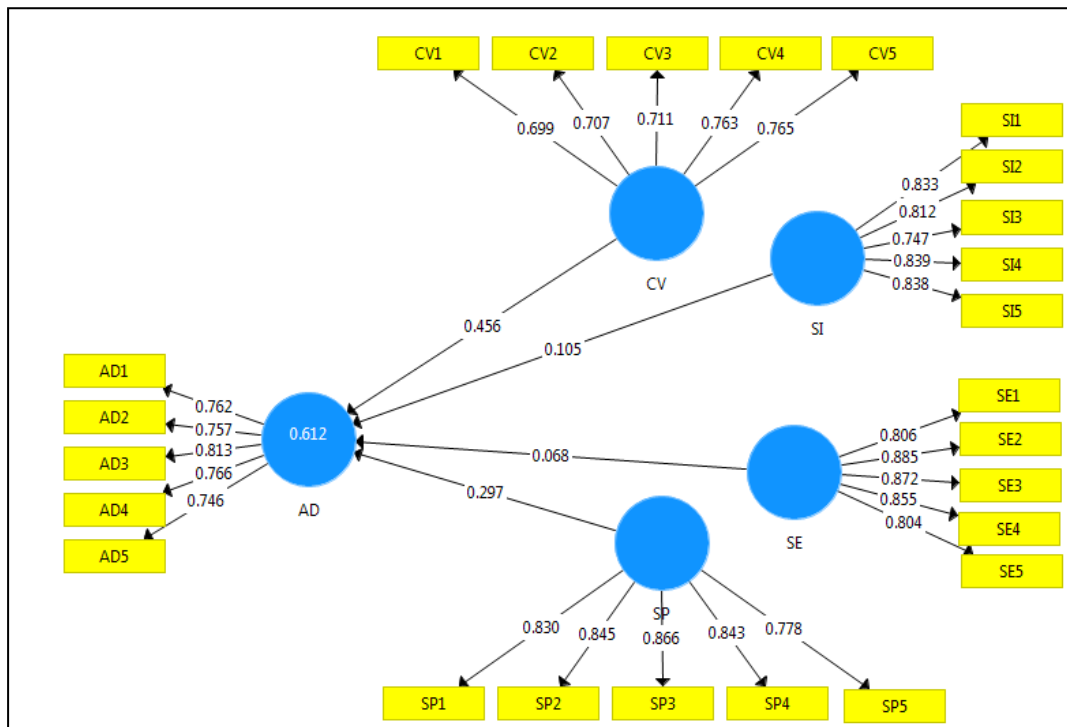 CV1 CV2 CV3 CV4 CV5
0.699 0.707 0.711 0.763 0.765
CV
SI1
SI2
SI3
SI4
SI5
0.833
0.812
0.747
0.839
0.838
SI
0.456
0.105
0.068
0.297
AD1
AD2
AD3
AD4
AD5
0.762
0.757
0.813
0.766
0.746
0.612
AD
SE1
SE2
SE3
SE4
SE5
0.806
0.885
0.872
0.855
0.804
SE
SP
0.830 0.845 0.866 0.843 0.778
SP1 SP2 SP3 SP4 SP5